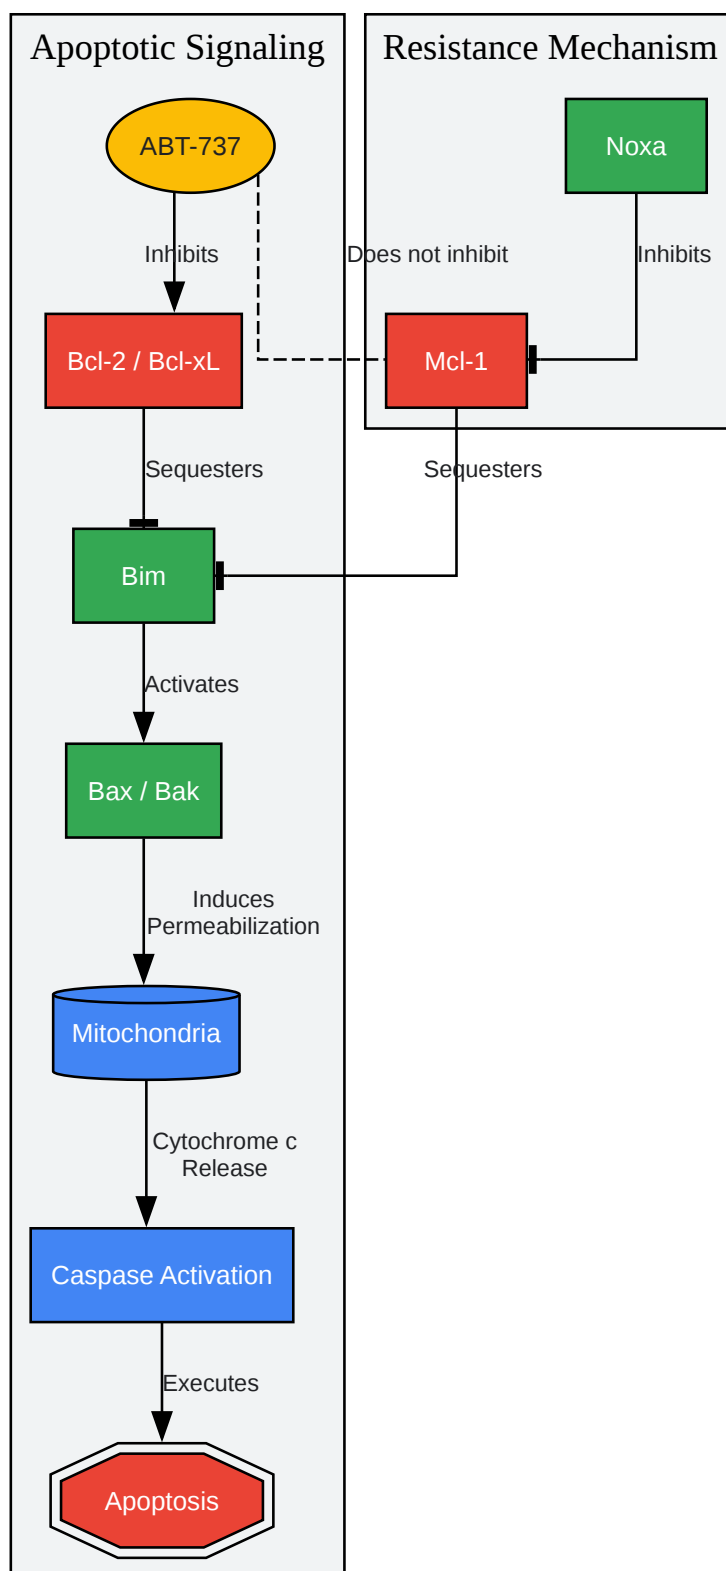 Apoptotic Signaling
Resistance Mechanism
ABT-737
Noxa
Inhibits
Does not inhibit
Inhibits
Bcl-2 / Bcl-xL
Mcl-1
Sequesters
Sequesters
Bim
Activates
Bax / Bak
Induces
Permeabilization
Mitochondria
Cytochrome c
Release
Caspase Activation
Executes
Apoptosis